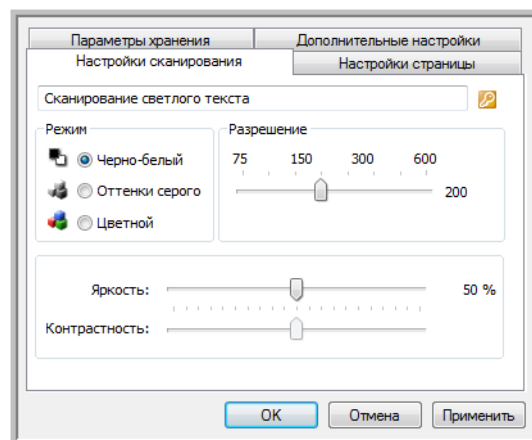 Параметры хранения Дополнительные настройки
Настройки сканирования Настройки страницы
Сканирование светлого текста
Режим Разрешение
Черно-белый 75 150 300 600
Оттенки серого 200
Цветной
Яркость: 50 %
Контрастность:
OK Отмена Применить